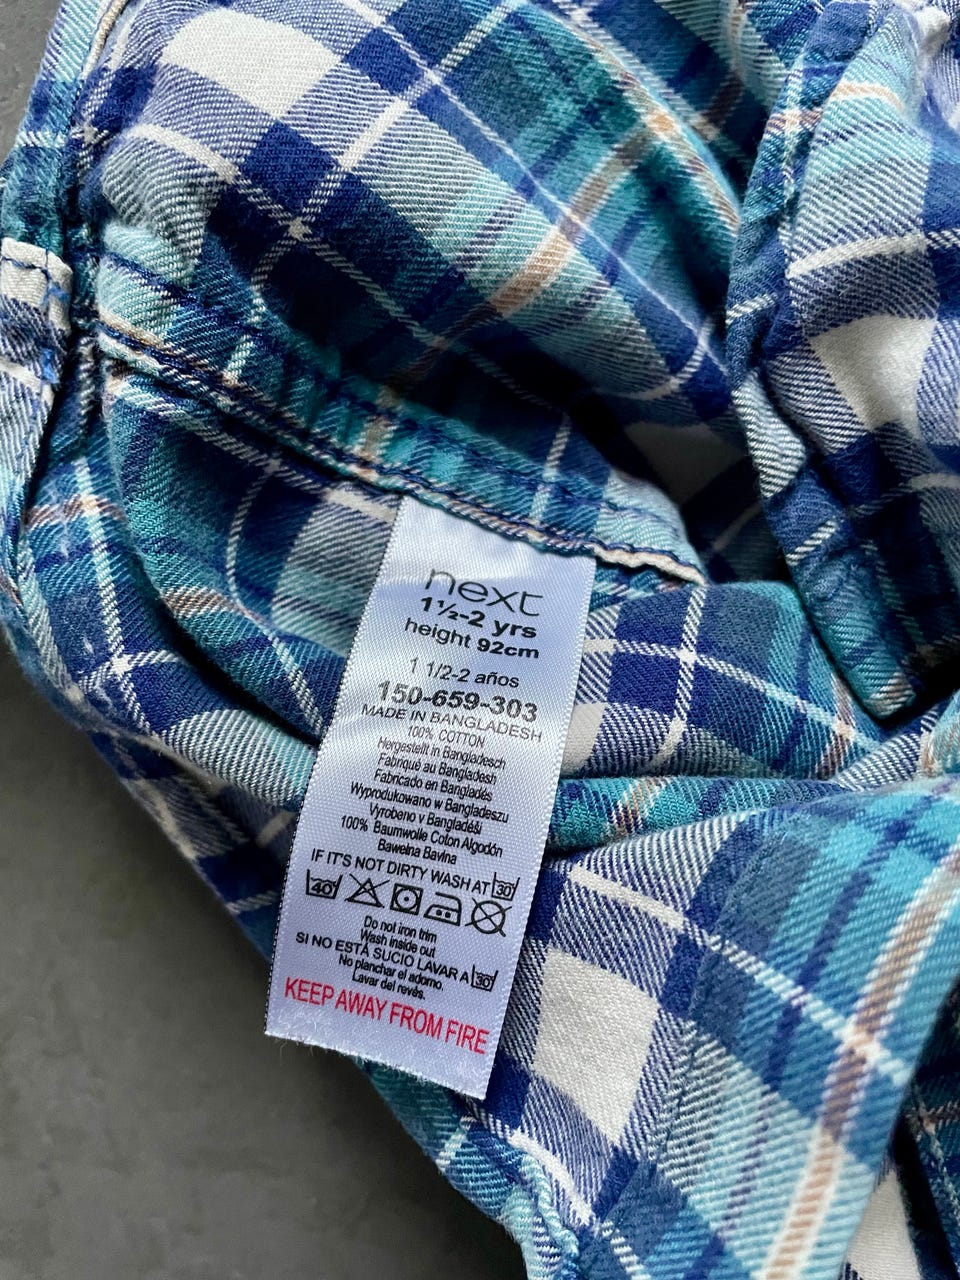 next
1½-2 yrs
height 92cm
1 1/2-2 años
150-659-303
MADE IN BANGLADESH
100% COTTON
Hergestellt in Bangladesch
Fabriqué au Bangladesh
Fabricado en Bangladés
Wyprodukowano w Bangladeszu
Vyrobeno v Bangladéši
100% Baumwolle Coton Algodón
Bawełna Bavlna
IF IT'S NOT DIRTY WASH AT 30°
40°
Do not iron trim
Wash inside out
SI NO ESTÁ SUCIO LAVAR A 30°
No planchar el adorno.
Lavar del revés.
KEEP AWAY FROM FIRE